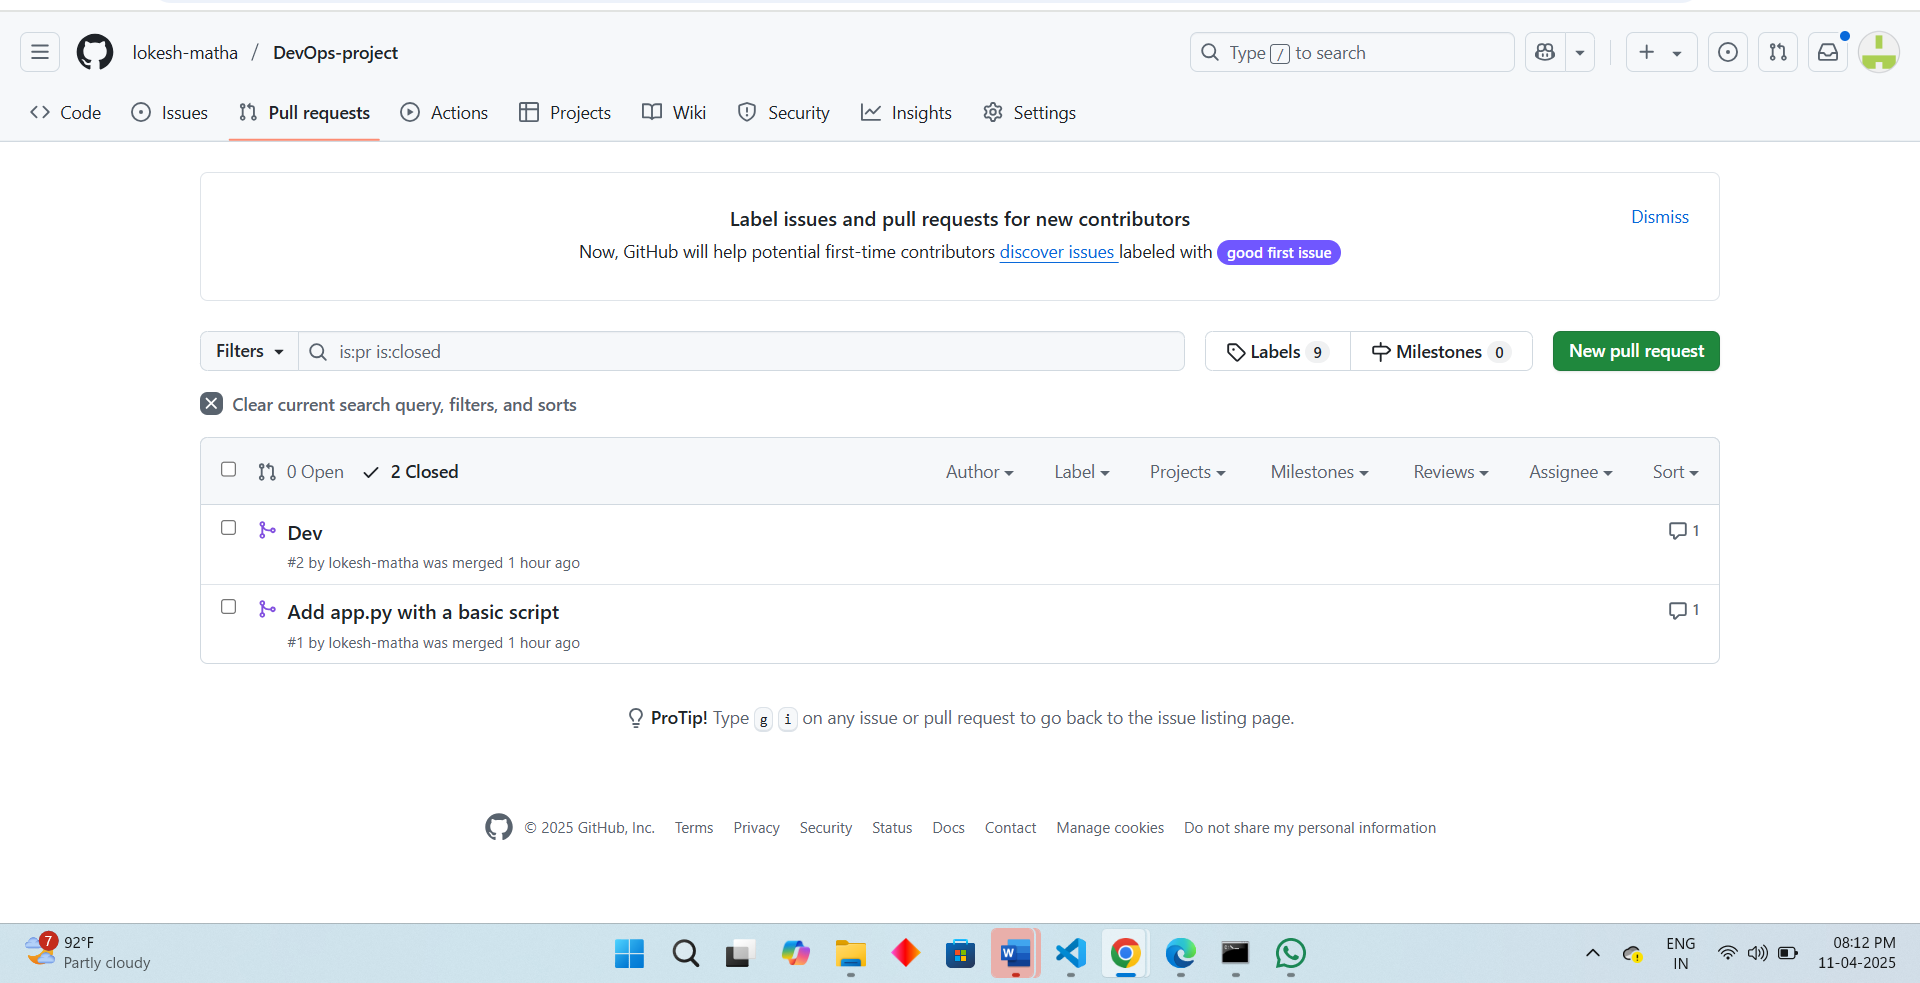 lokesh-matha / DevOps-project
Type / to search
Code Issues Pull requests Actions Projects Wiki Security Insights Settings
Label issues and pull requests for new contributors
Dismiss
Now, GitHub will help potential first-time contributors discover issues labeled with good first issue
Filters is:pr is:closed Labels 9 Milestones 0 New pull request
Clear current search query, filters, and sorts
0 Open 2 Closed Author Label Projects Milestones Reviews Assignee Sort
Dev 1
#2 by lokesh-matha was merged 1 hour ago
Add app.py with a basic script 1
#1 by lokesh-matha was merged 1 hour ago
ProTip! Type g i on any issue or pull request to go back to the issue listing page.
© 2025 GitHub, Inc. Terms Privacy Security Status Docs Contact Manage cookies Do not share my personal information
7 92°F
Partly cloudy
W
ENG
IN
08:12 PM
11-04-2025